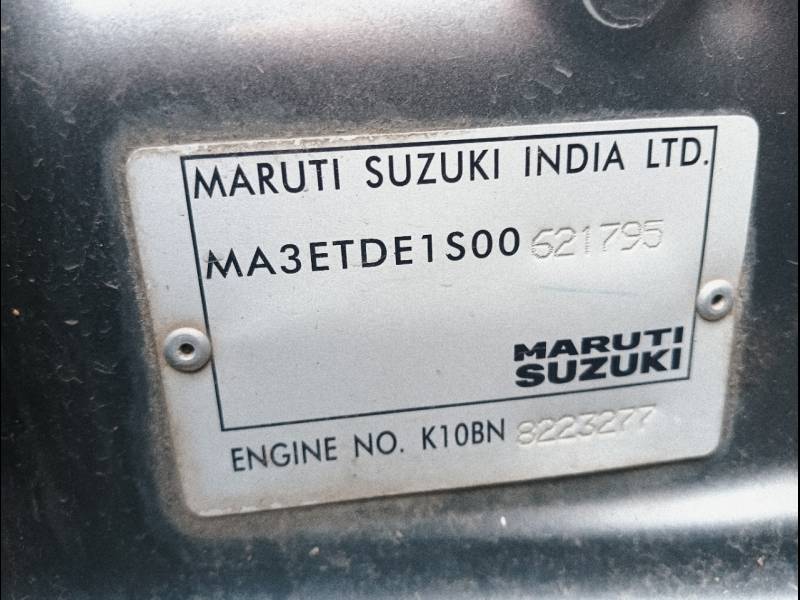 MARUTI SUZUKI INDIA LTD.
MA3ETDE1S00 621795
MARUTI
SUZUKI
ENGINE NO. K10BN 8223277